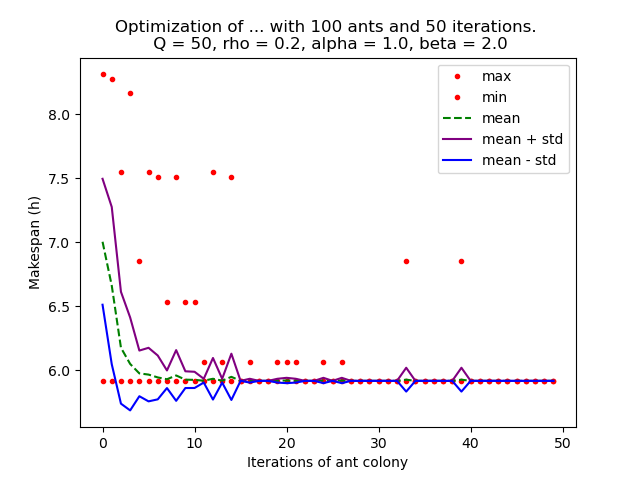 Optimization of ... with 100 ants and 50 iterations.
Q = 50, rho = 0.2, alpha = 1.0, beta = 2.0
max
min
mean
mean + std
mean - std
8.0
7.5
7.0
6.5
6.0
Makespan (h)
0
10
20
30
40
50
Iterations of ant colony